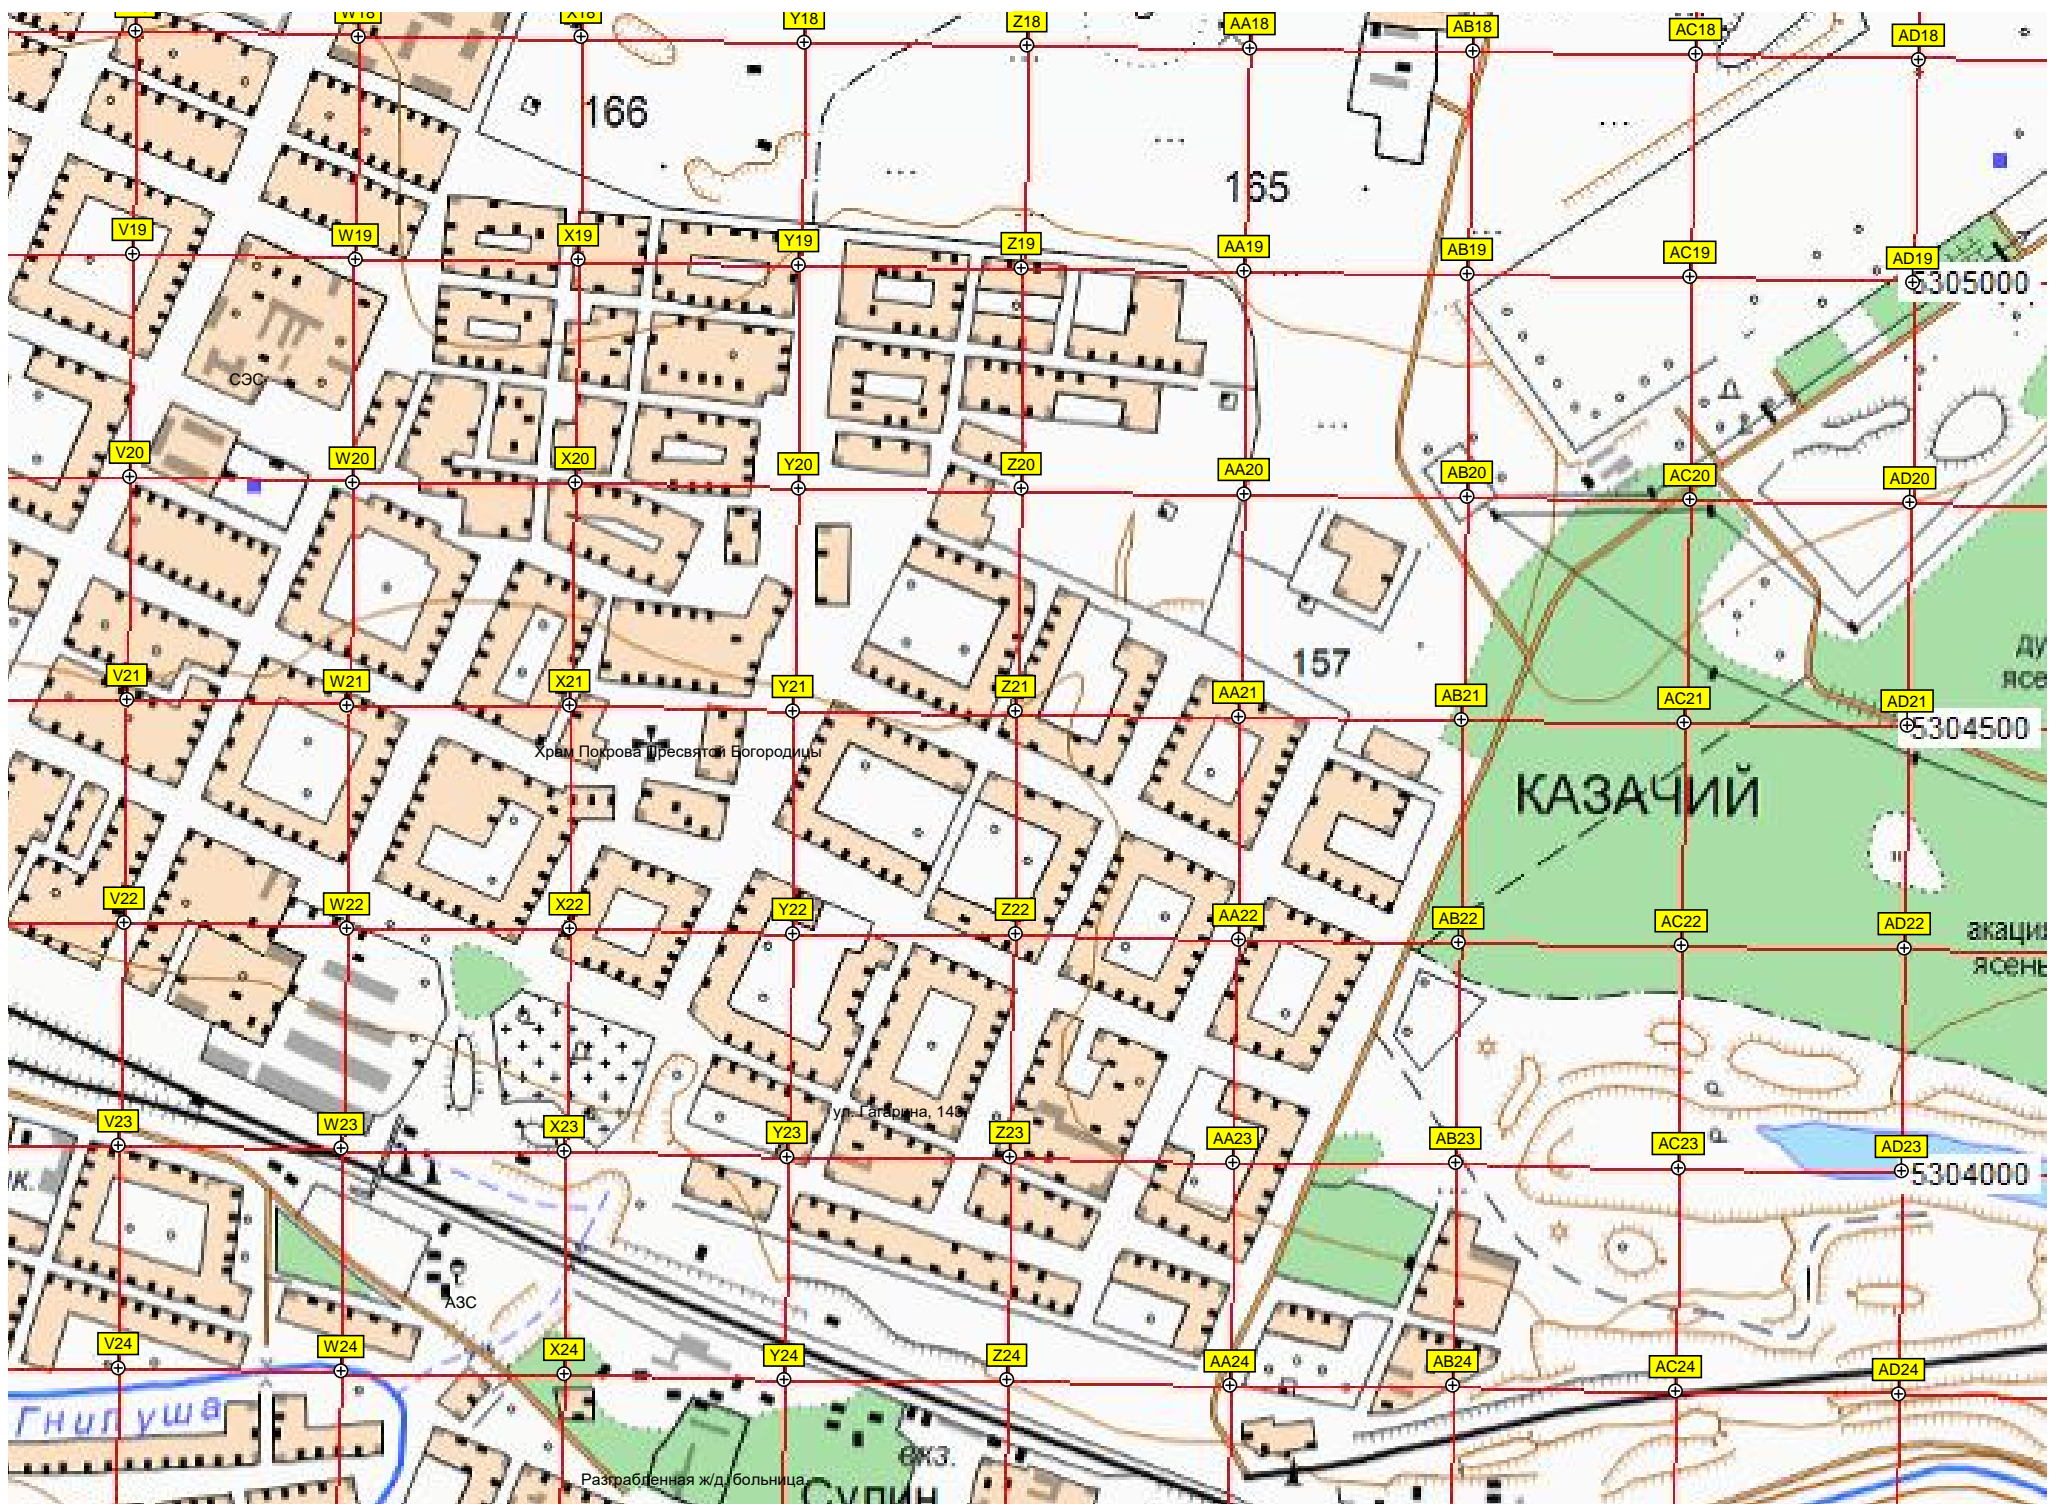 W18 X18 Y18 Z18 AA18 AB18 AC18 AD18
166
165
V19 W19 X19 Y19 Z19 AA19 AB19 AC19 AD19
5305000
СЭС
V20 W20 X20 Y20 Z20 AA20 AB20 AC20 AD20
157
V21 W21 X21 Y21 Z21 AA21 AB21 AC21 AD21
5304500
Храм Покрова Пресвятой Богородицы
КАЗАЧИЙ
V22 W22 X22 Y22 Z22 AA22 AB22 AC22 AD22
ул. Гагарина, 143
V23 W23 X23 Y23 Z23 AA23 AB23 AC23 AD23
5304000
АЗС
V24 W24 X24 Y24 Z24 AA24 AB24 AC24 AD24
Гнилуша
Разграбленная ж/д больница